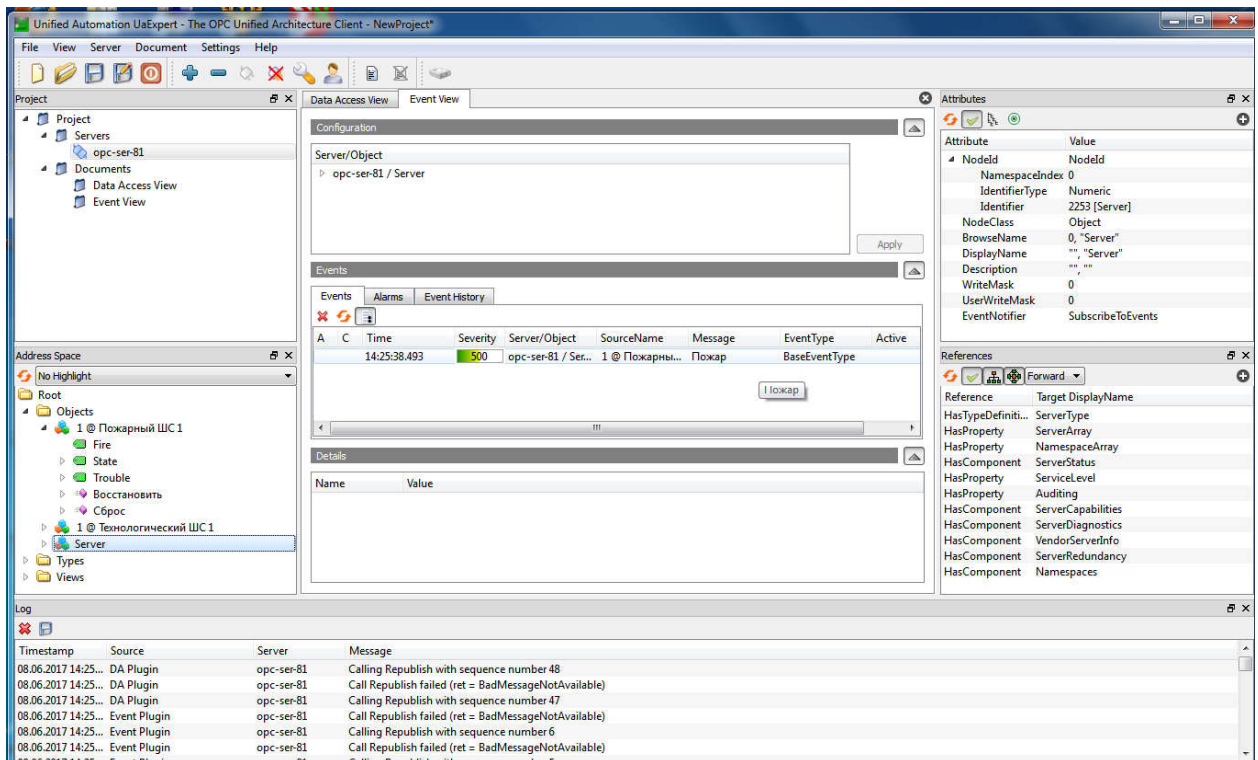 Unified Automation UaExpert - The OPC Unified Architecture Client - NewProject*
File View Server Document Settings Help
Project
Project
Servers
opc-ser-81
Documents
Data Access View
Event View
Address Space
No Highlight
Root
Objects
1 @ Пожарный ШС 1
Fire
State
Trouble
Восстановить
Сброс
1 @ Технологический ШС 1
Server
Types
Views
Data Access View Event View
Configuration
Server/Object
opc-ser-81 / Server
Apply
Events
Events Alarms Event History
A C Time Severity Server/Object SourceName Message EventType Active
14:25:38.493 500 opc-ser-81 / Ser... 1 @ Пожарны... Пожар BaseEventType
Пожар
Details
Name Value
Attributes
Attribute Value
NodeId NodeId
NamespaceIndex 0
IdentifierType Numeric
Identifier 2253 [Server]
NodeClass Object
BrowseName 0, "Server"
DisplayName "", "Server"
Description "", ""
WriteMask 0
UserWriteMask 0
EventNotifier SubscribeToEvents
References
Forward
Reference Target DisplayName
HasTypeDefiniti... ServerType
HasProperty ServerArray
HasProperty NamespaceArray
HasComponent ServerStatus
HasProperty ServiceLevel
HasProperty Auditing
HasComponent ServerCapabilities
HasComponent ServerDiagnostics
HasComponent VendorServerInfo
HasComponent ServerRedundancy
HasComponent Namespaces
Log
Timestamp Source Server Message
08.06.2017 14:25... DA Plugin opc-ser-81 Calling Republish with sequence number 48
08.06.2017 14:25... DA Plugin opc-ser-81 Call Republish failed (ret = BadMessageNotAvailable)
08.06.2017 14:25... DA Plugin opc-ser-81 Calling Republish with sequence number 47
08.06.2017 14:25... Event Plugin opc-ser-81 Call Republish failed (ret = BadMessageNotAvailable)
08.06.2017 14:25... Event Plugin opc-ser-81 Calling Republish with sequence number 6
08.06.2017 14:25... Event Plugin opc-ser-81 Call Republish failed (ret = BadMessageNotAvailable)